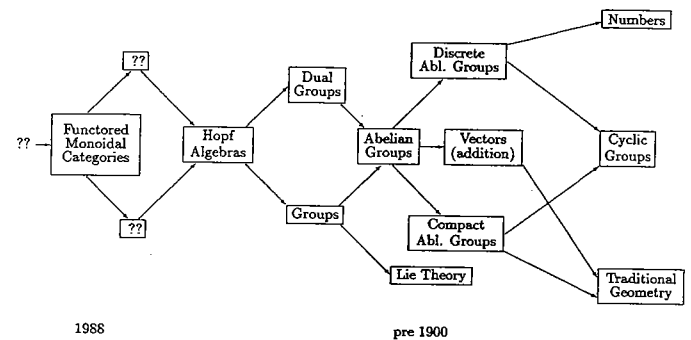 ??
Functored
Monoidal
Categories
??
??
Hopf
Algebras
Dual
Groups
Groups
Abelian
Groups
Lie Theory
Discrete
Abl. Groups
Vectors
(addition)
Compact
Abl. Groups
Numbers
Cyclic
Groups
Traditional
Geometry
1988
pre 1900